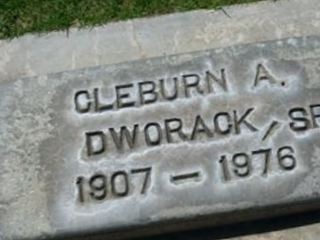 CLEBURN A.
DWORACK, SR
1907 — 1976